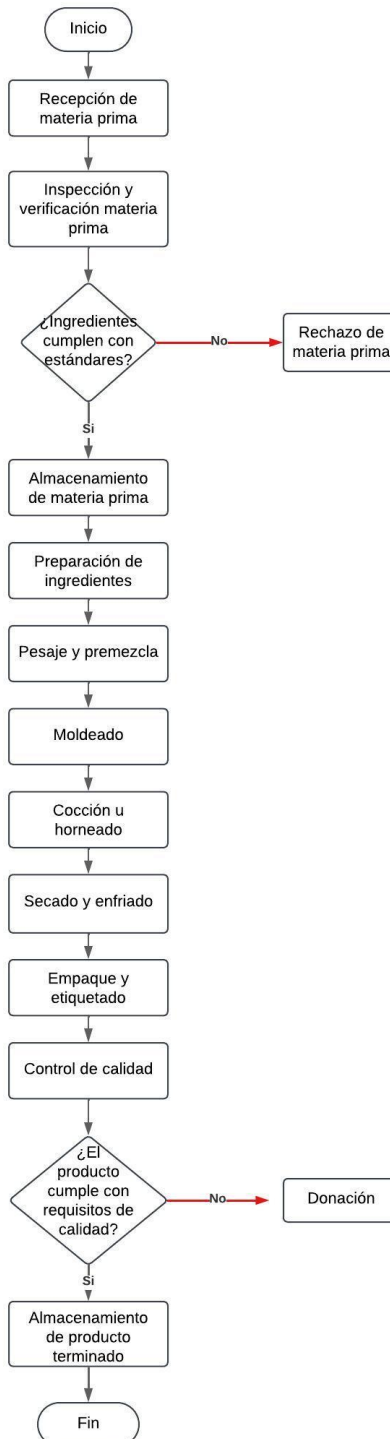 Inicio
Recepción de
materia prima
Inspección y
verificación materia
prima
¿Ingredientes
cumplen con
estándares?
No
Rechazo de
materia prima
Si
Almacenamiento
de materia prima
Preparación de
ingredientes
Pesaje y premezcla
Moldeado
Cocción u
horneado
Secado y enfriado
Empaque y
etiquetado
Control de calidad
¿El
producto
cumple con
requisitos de
calidad?
No
Donación
Si
Almacenamiento
de producto
terminado
Fin